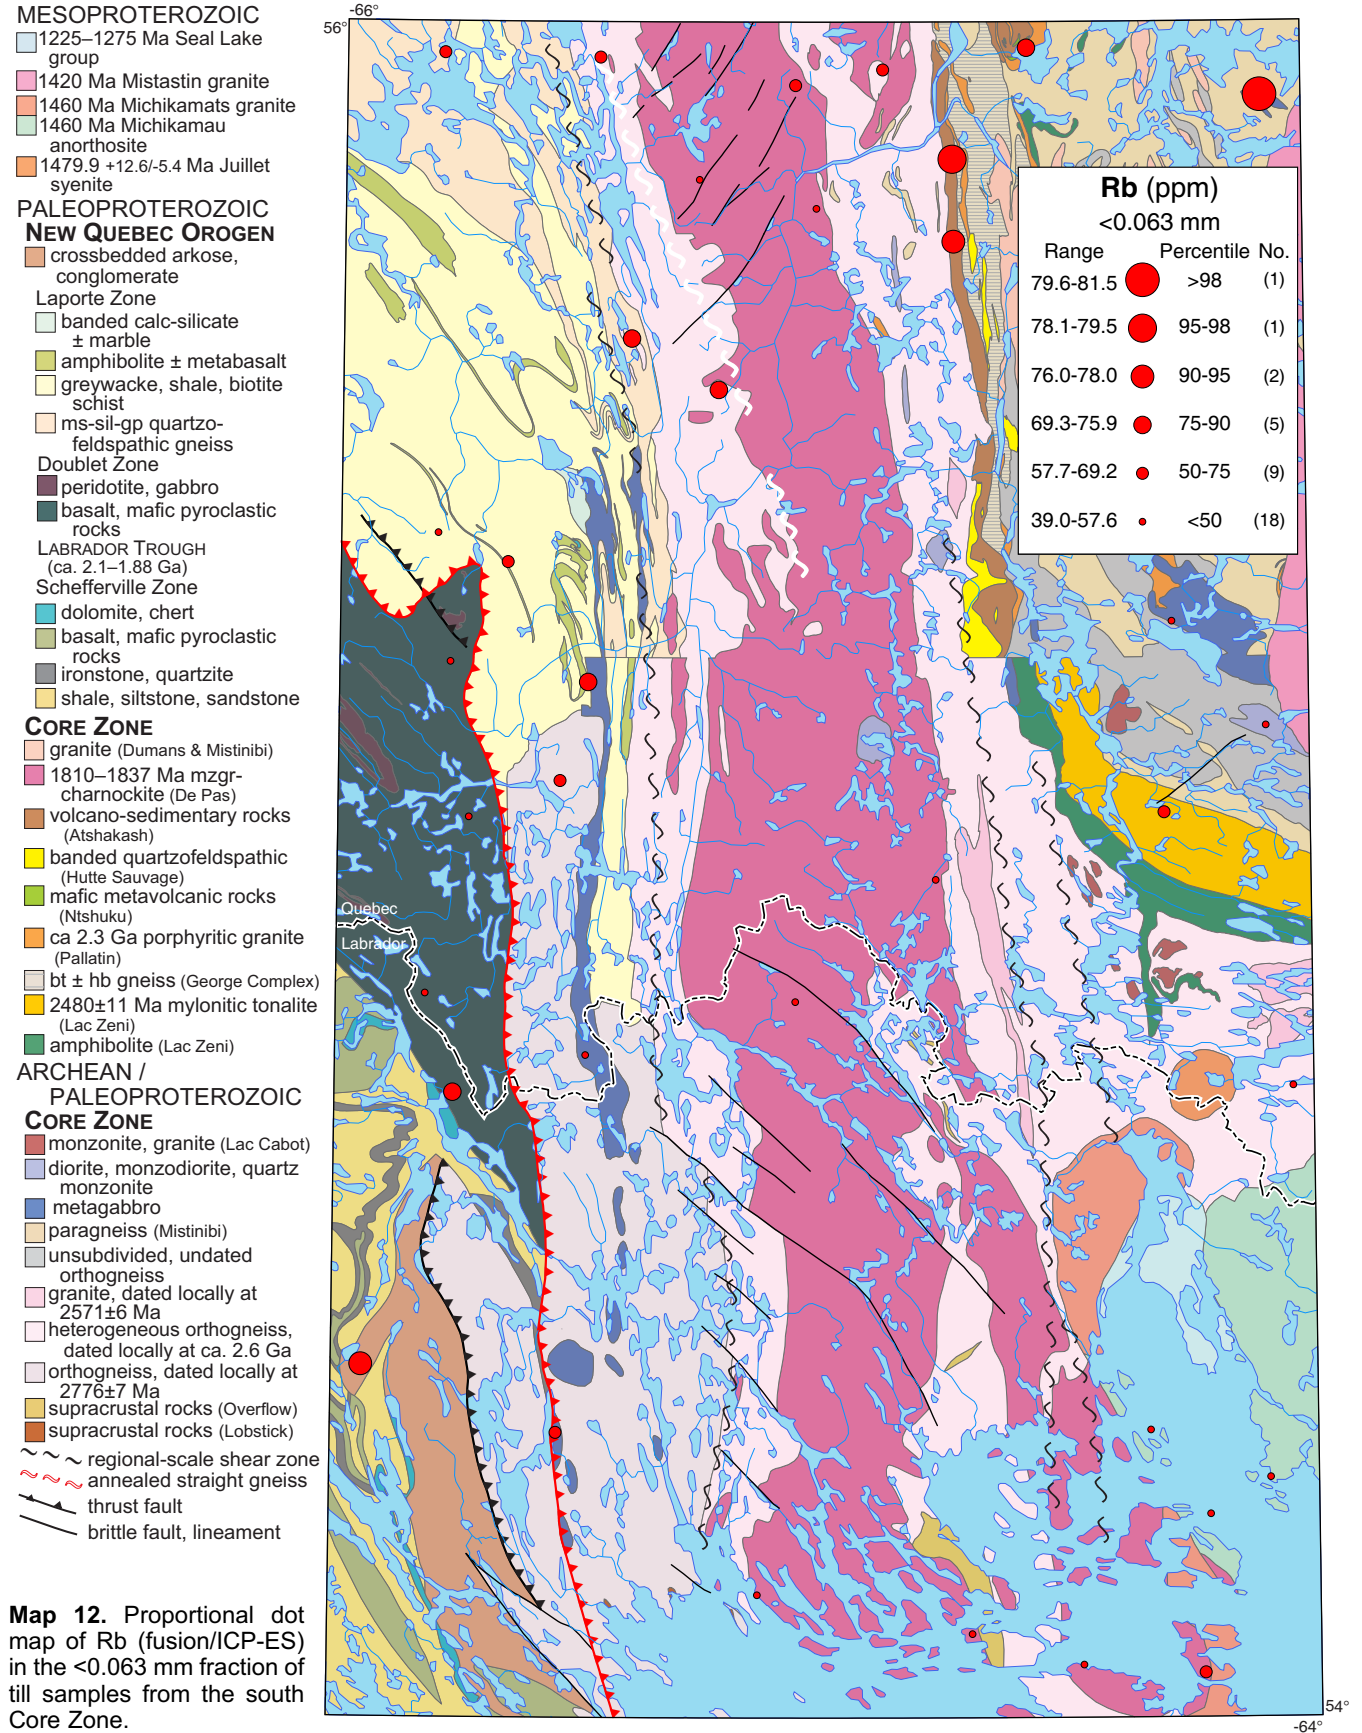 MESOPROTEROZOIC
1225–1275 Ma Seal Lake
group
1420 Ma Mistastin granite
1460 Ma Michikamats granite
1460 Ma Michikamau
anorthosite
1479.9 +12.6/-5.4 Ma Juillet
syenite
PALEOPROTEROZOIC
NEW QUEBEC OROGEN
crossbedded arkose,
conglomerate
Laporte Zone
banded calc-silicate
± marble
amphibolite ± metabasalt
greywacke, shale, biotite
schist
ms-sil-gp quartzo-
feldspathic gneiss
Doublet Zone
peridotite, gabbro
basalt, mafic pyroclastic
rocks
LABRADOR TROUGH
(ca. 2.1–1.88 Ga)
Schefferville Zone
dolomite, chert
basalt, mafic pyroclastic
rocks
ironstone, quartzite
shale, siltstone, sandstone
CORE ZONE
granite (Dumans & Mistinibi)
1810–1837 Ma mzgr-
charnockite (De Pas)
volcano-sedimentary rocks
(Atshakash)
banded quartzofeldspathic
(Hutte Sauvage)
mafic metavolcanic rocks
(Ntshuku)
ca 2.3 Ga porphyritic granite
(Pallatin)
bt ± hb gneiss (George Complex)
2480±11 Ma mylonitic tonalite
(Lac Zeni)
amphibolite (Lac Zeni)
ARCHEAN /
PALEOPROTEROZOIC
CORE ZONE
monzonite, granite (Lac Cabot)
diorite, monzodiorite, quartz
monzonite
metagabbro
paragneiss (Mistinibi)
unsubdivided, undated
orthogneiss
granite, dated locally at
2571±6 Ma
heterogeneous orthogneiss,
dated locally at ca. 2.6 Ga
orthogneiss, dated locally at
2776±7 Ma
supracrustal rocks (Overflow)
supracrustal rocks (Lobstick)
regional-scale shear zone
annealed straight gneiss
thrust fault
brittle fault, lineament
Map 12. Proportional dot
map of Rb (fusion/ICP-ES)
in the <0.063 mm fraction of
till samples from the south
Core Zone.
-66°
56°
Rb (ppm)
<0.063 mm
Range Percentile No.
79.6-81.5 >98 (1)
78.1-79.5 95-98 (1)
76.0-78.0 90-95 (2)
69.3-75.9 75-90 (5)
57.7-69.2 50-75 (9)
39.0-57.6 <50 (18)
Quebec
Labrador
54°
-64°